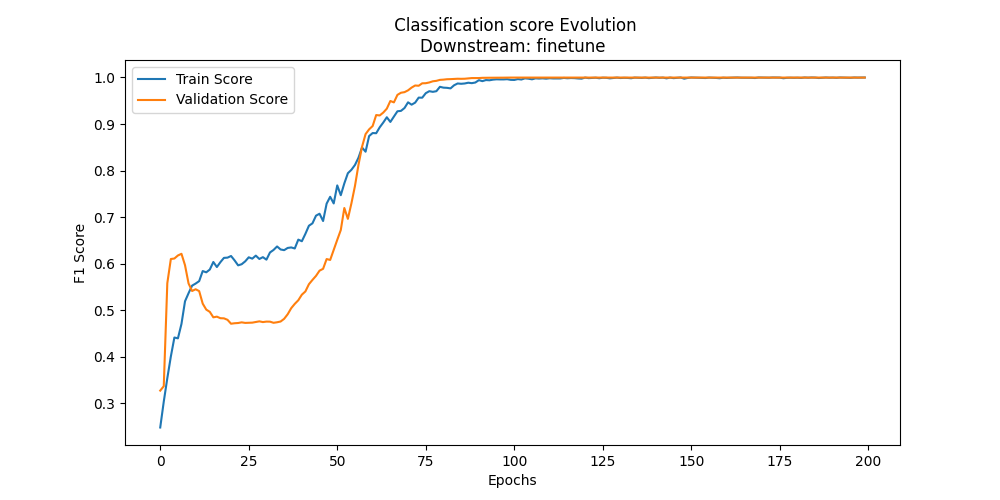 Classification score Evolution
Downstream: finetune
Train Score
Validation Score
F1 Score
1.0
0.9
0.8
0.7
0.6
0.5
0.4
0.3
0 25 50 75 100 125 150 175 200
Epochs